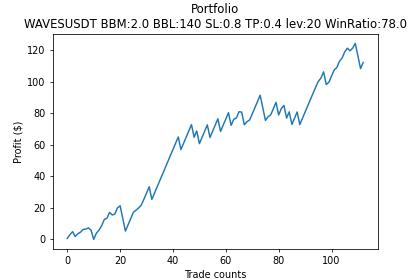 Portfolio
WAVESUSDT BBM:2.0 BBL:140 SL:0.8 TP:0.4 lev:20 WinRatio:78.0
120
100
80
60
40
20
0
Profit ($)
0 20 40 60 80 100
Trade counts